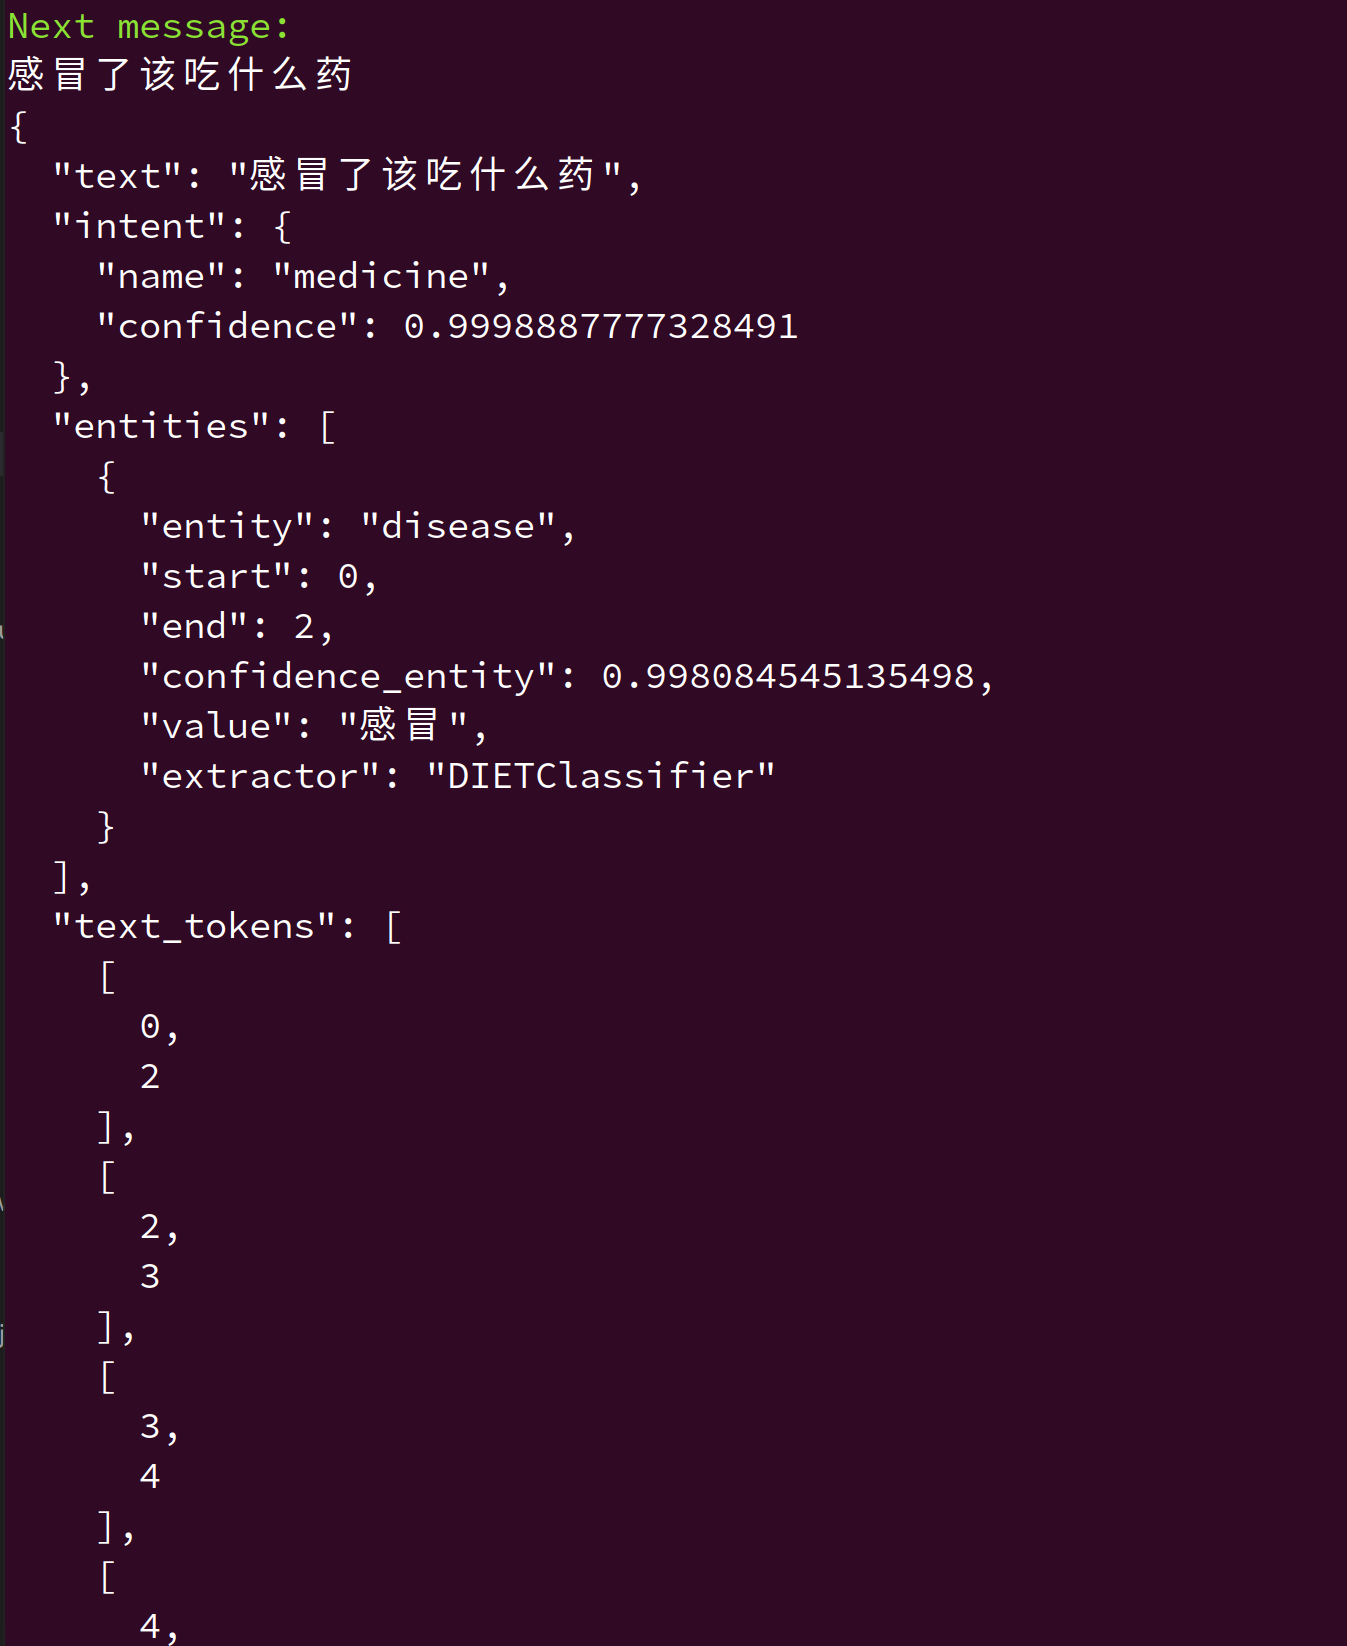 Next message:
感冒了该吃什么药
{
  "text": "感冒了该吃什么药",
  "intent": {
    "name": "medicine",
    "confidence": 0.9998887777328491
  },
  "entities": [
    {
      "entity": "disease",
      "start": 0,
      "end": 2,
      "confidence_entity": 0.998084545135498,
      "value": "感冒",
      "extractor": "DIETClassifier"
    }
  ],
  "text_tokens": [
    [
      0,
      2
    ],
    [
      2,
      3
    ],
    [
      3,
      4
    ],
    [
      4,